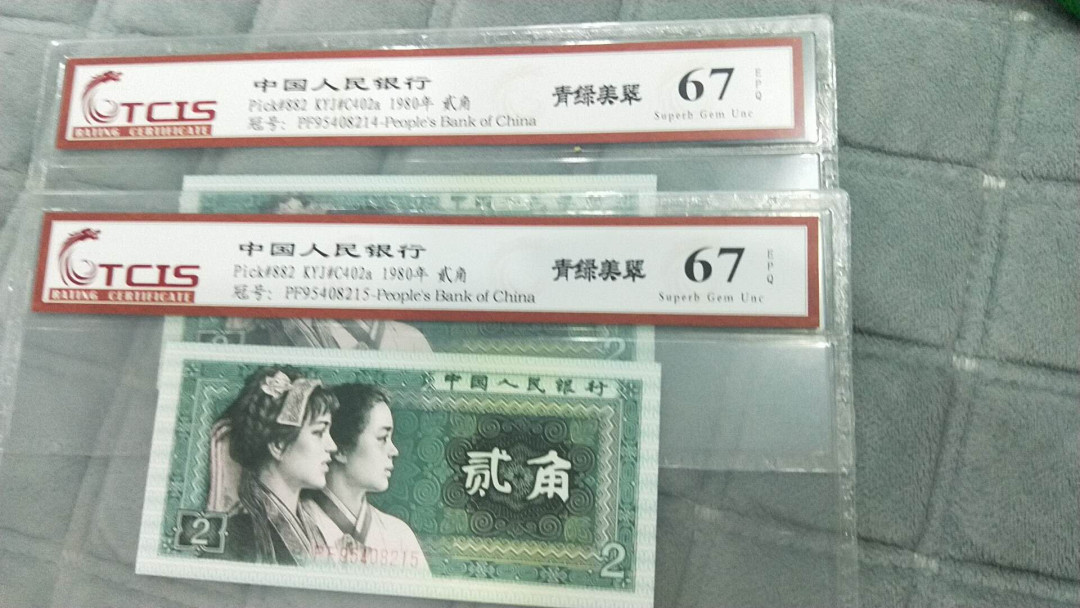 TCIS
RATING CERTIFICATE
中国人民银行
Pick#882 KYJ#C402a 1980年 贰角
冠号: PF95408214-People's Bank of China
青绿美翠
67
EPQ
Superb Gem Unc
TCIS
RATING CERTIFICATE
中国人民银行
Pick#882 KYJ#C402a 1980年 贰角
冠号: PF95408215-People's Bank of China
青绿美翠
67
EPQ
Superb Gem Unc
2
2
中国人民银行
贰角
2
PF95408215
2